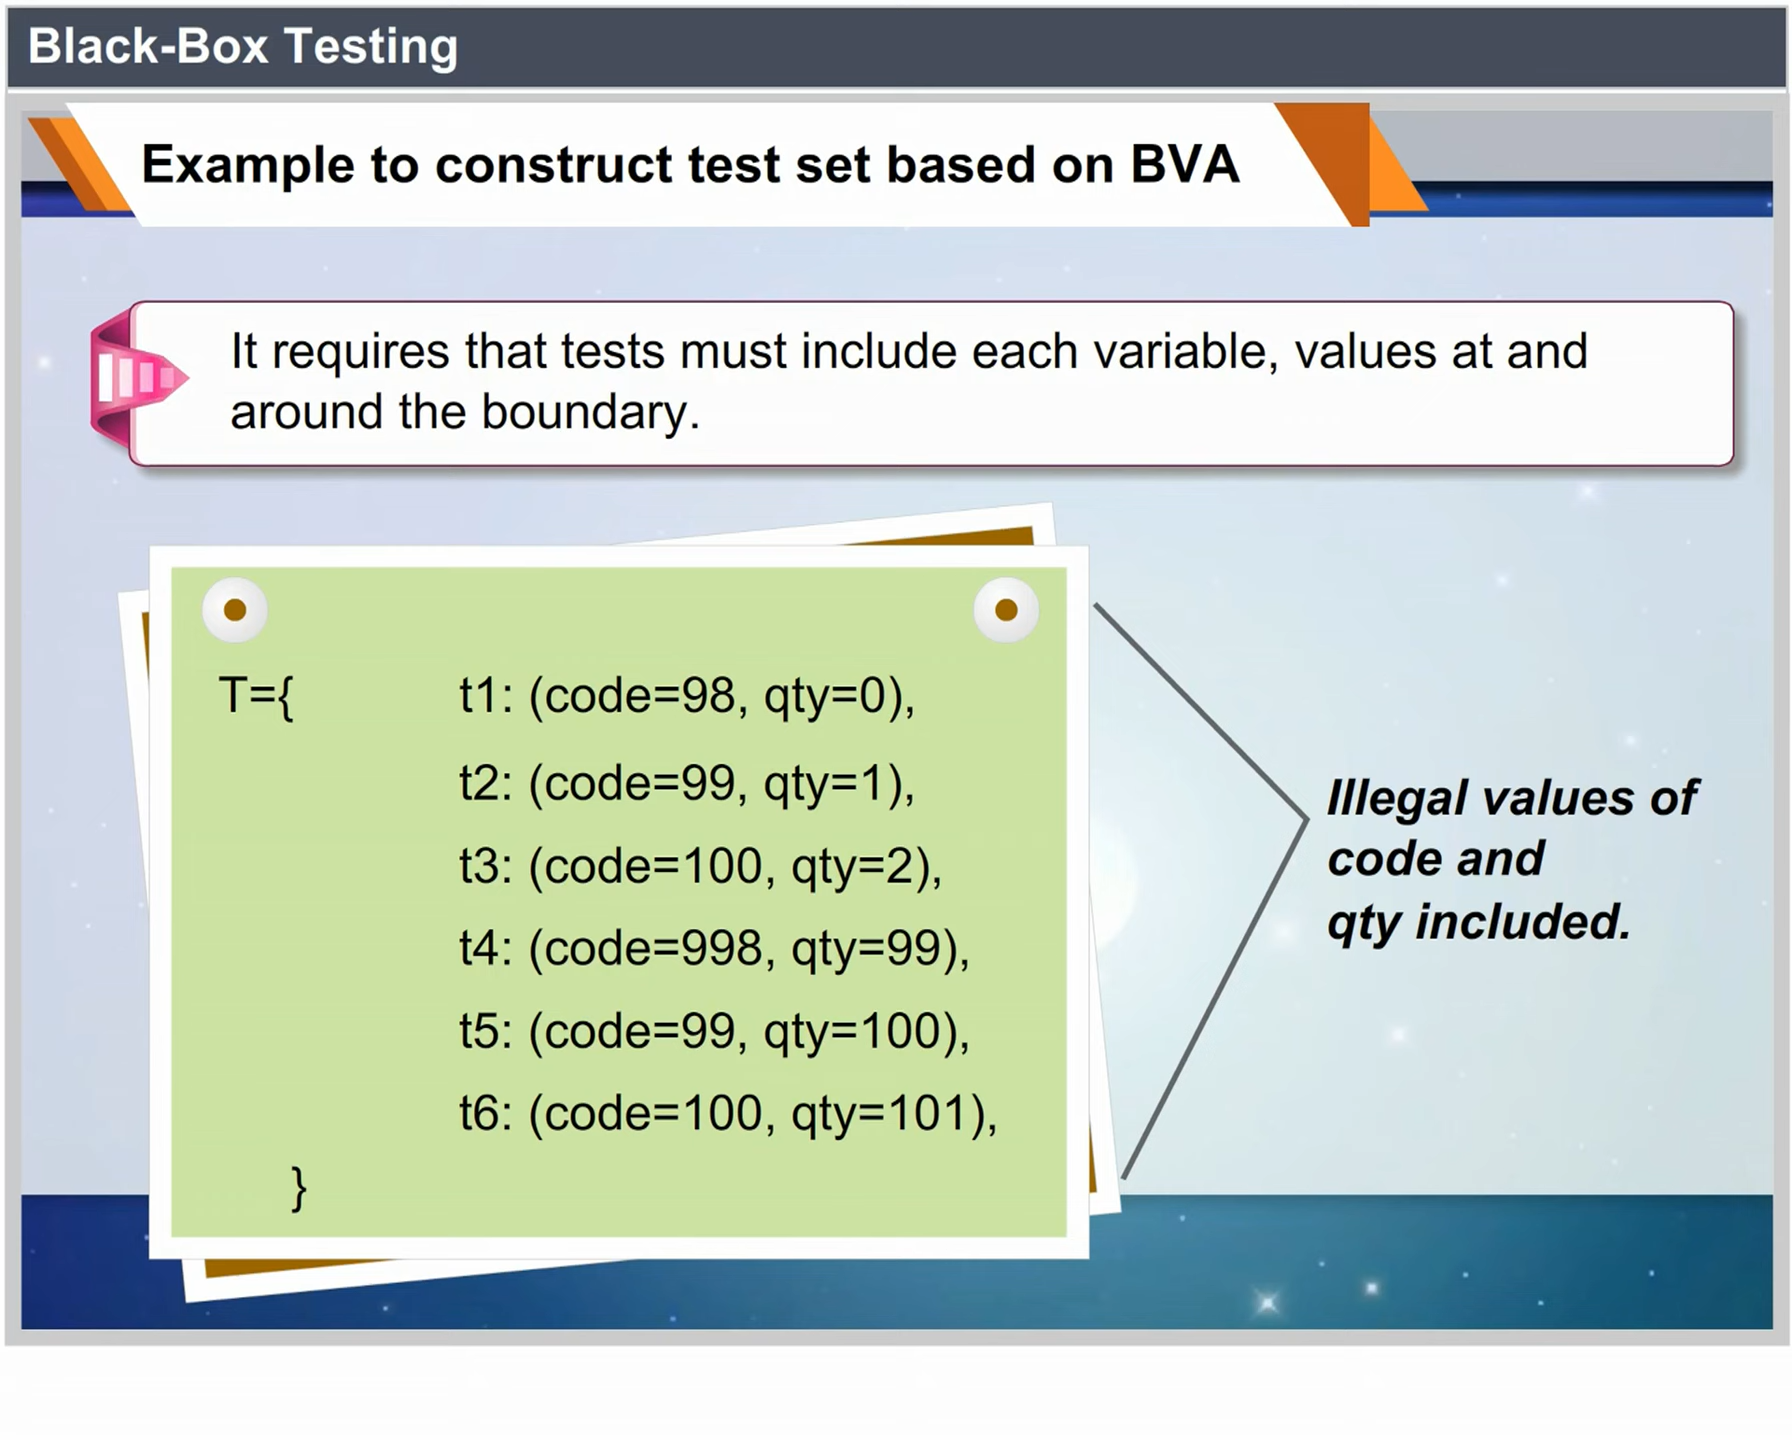 Black-Box Testing
Example to construct test set based on BVA
It requires that tests must include each variable, values at and
around the boundary.
T={ t1: (code=98, qty=0),
t2: (code=99, qty=1),
t3: (code=100, qty=2),
t4: (code=998, qty=99),
t5: (code=99, qty=100),
t6: (code=100, qty=101),
}
Illegal values of
code and
qty included.